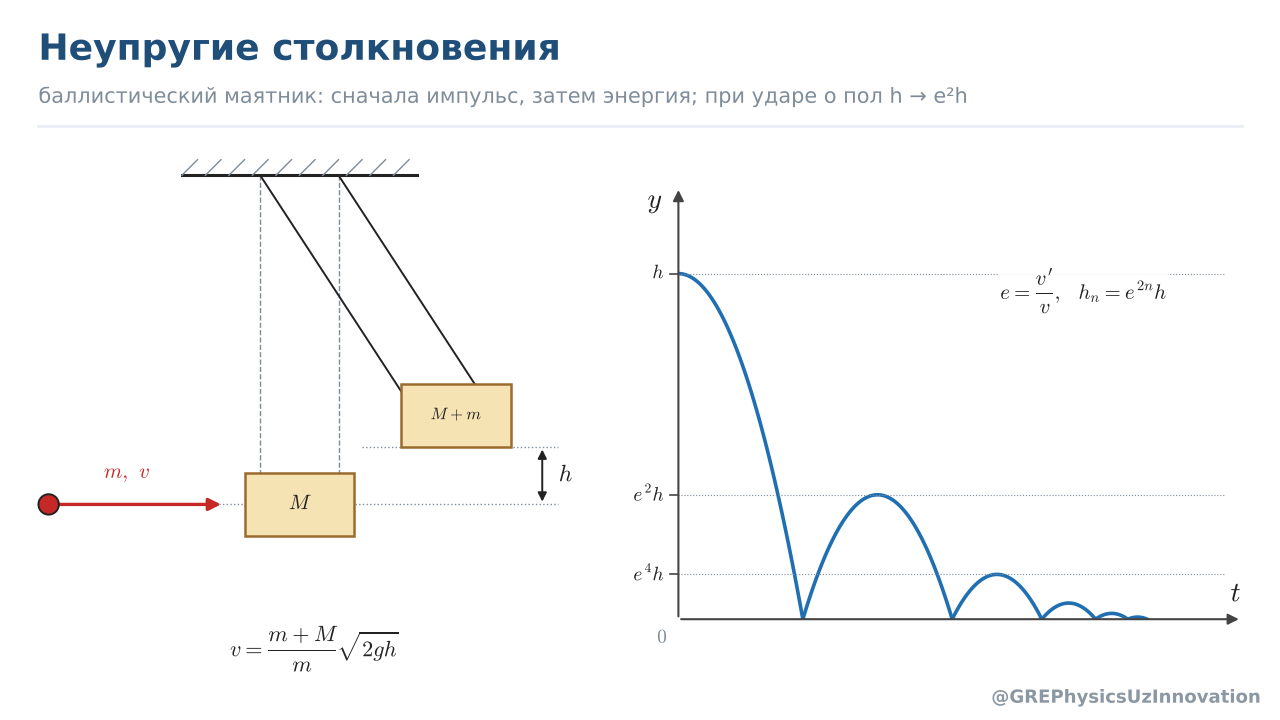 Неупругие столкновения
баллистический маятник: сначала импульс, затем энергия; при ударе о пол h → e²h
y
h
e = v′/v, hₙ = e²ⁿh
M + m
m, v
h
M
e²h
e⁴h
t
0
v = (m + M)/m √2gh
@GREPhysicsUzInnovation